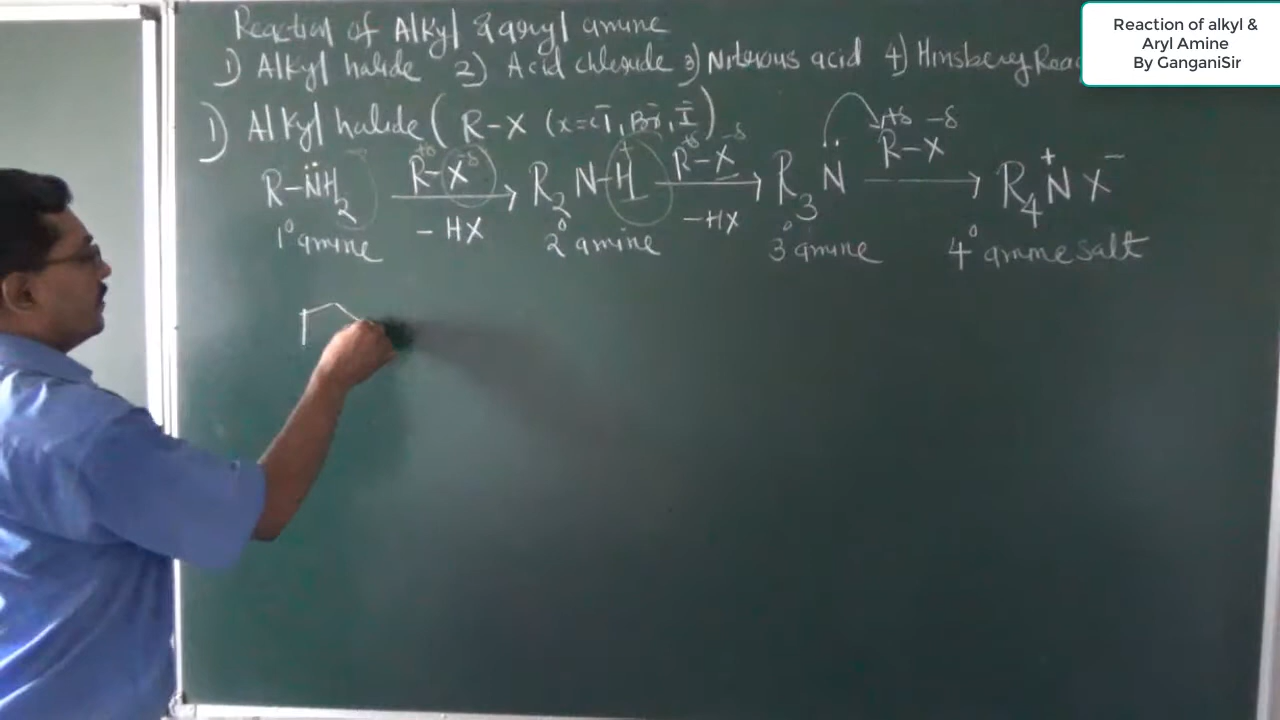 Reaction of Alkyl & aryl amine
1) Alkyl halide 2) Acid chloride 3) Nitrous acid 4) Hinsberg Reac
Reaction of alkyl &
Aryl Amine
By GanganiSir
1) Alkyl halide ( R-X (x=Cl̄, Br̄, Ī )
R-N̈H₂ R-X R₂N-H R-X R₃N̈ R-X R₄N⁺X⁻
+δ -δ + +δ -δ +δ -δ
-HX -HX
1° amine 2° amine 3° amine 4° amine salt